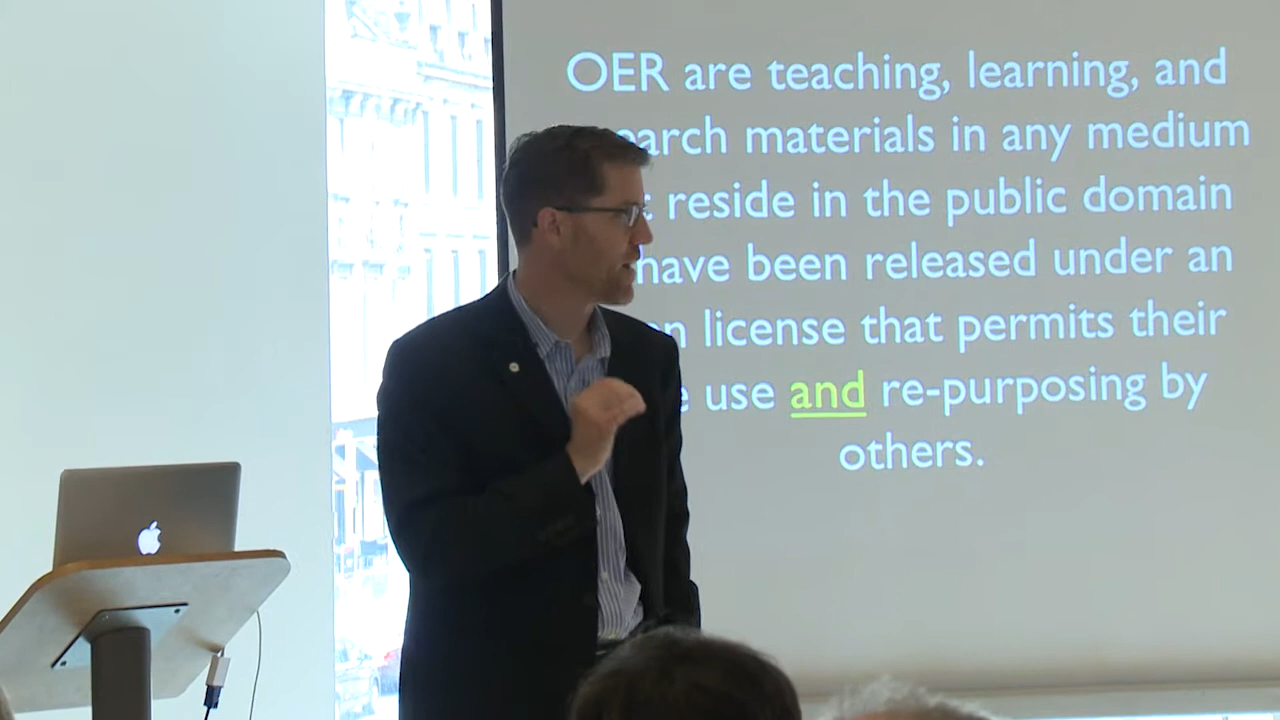 OER are teaching, learning, and
earch materials in any medium
reside in the public domain
have been released under an
n license that permits their
e use and re-purposing by
others.